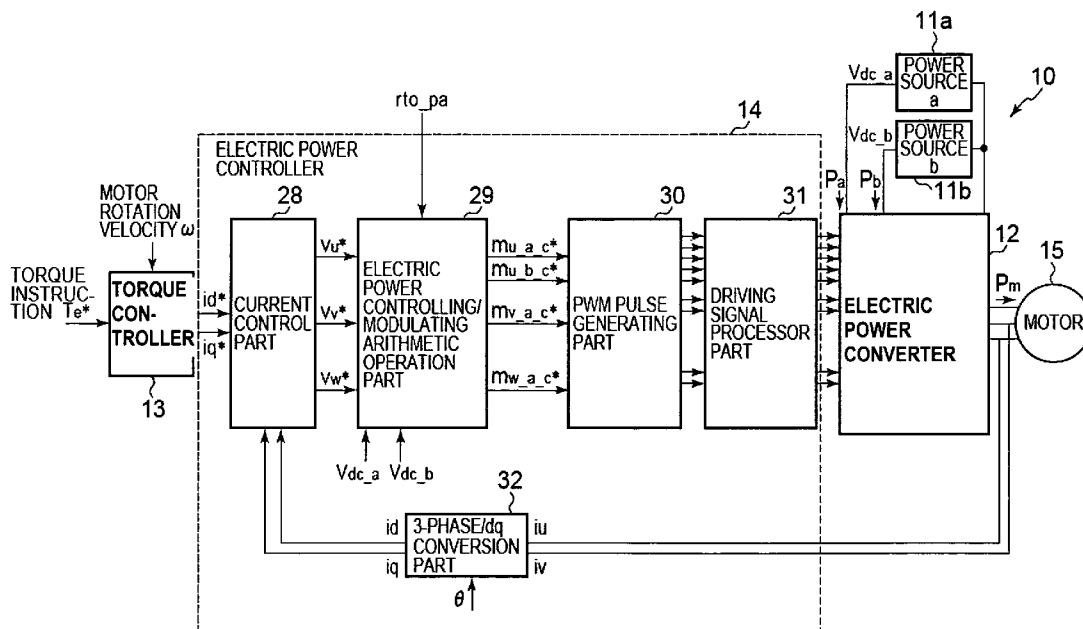 11a
POWER
SOURCE
a
Vdc_a
10
rto_pa
14
Vdc_b
POWER
SOURCE
b
11b
ELECTRIC POWER
CONTROLLER
Pa
Pb
MOTOR
ROTATION
VELOCITY ω
28
29
30
31
12
15
TORQUE
INSTRUC-
TION Te*
TORQUE
CON-
TROLLER
13
id*
iq*
CURRENT
CONTROL
PART
Vu*
Vv*
Vw*
ELECTRIC
POWER
CONTROLLING/
MODULATING
ARITHMETIC
OPERATION
PART
mu_a_c*
mu_b_c*
mv_a_c*
mw_a_c*
PWM PULSE
GENERATING
PART
DRIVING
SIGNAL
PROCESSOR
PART
ELECTRIC
POWER
CONVERTER
Pm
MOTOR
Vdc_a
Vdc_b
32
id
iq
3-PHASE/dq
CONVERSION
PART
iu
iv
θ